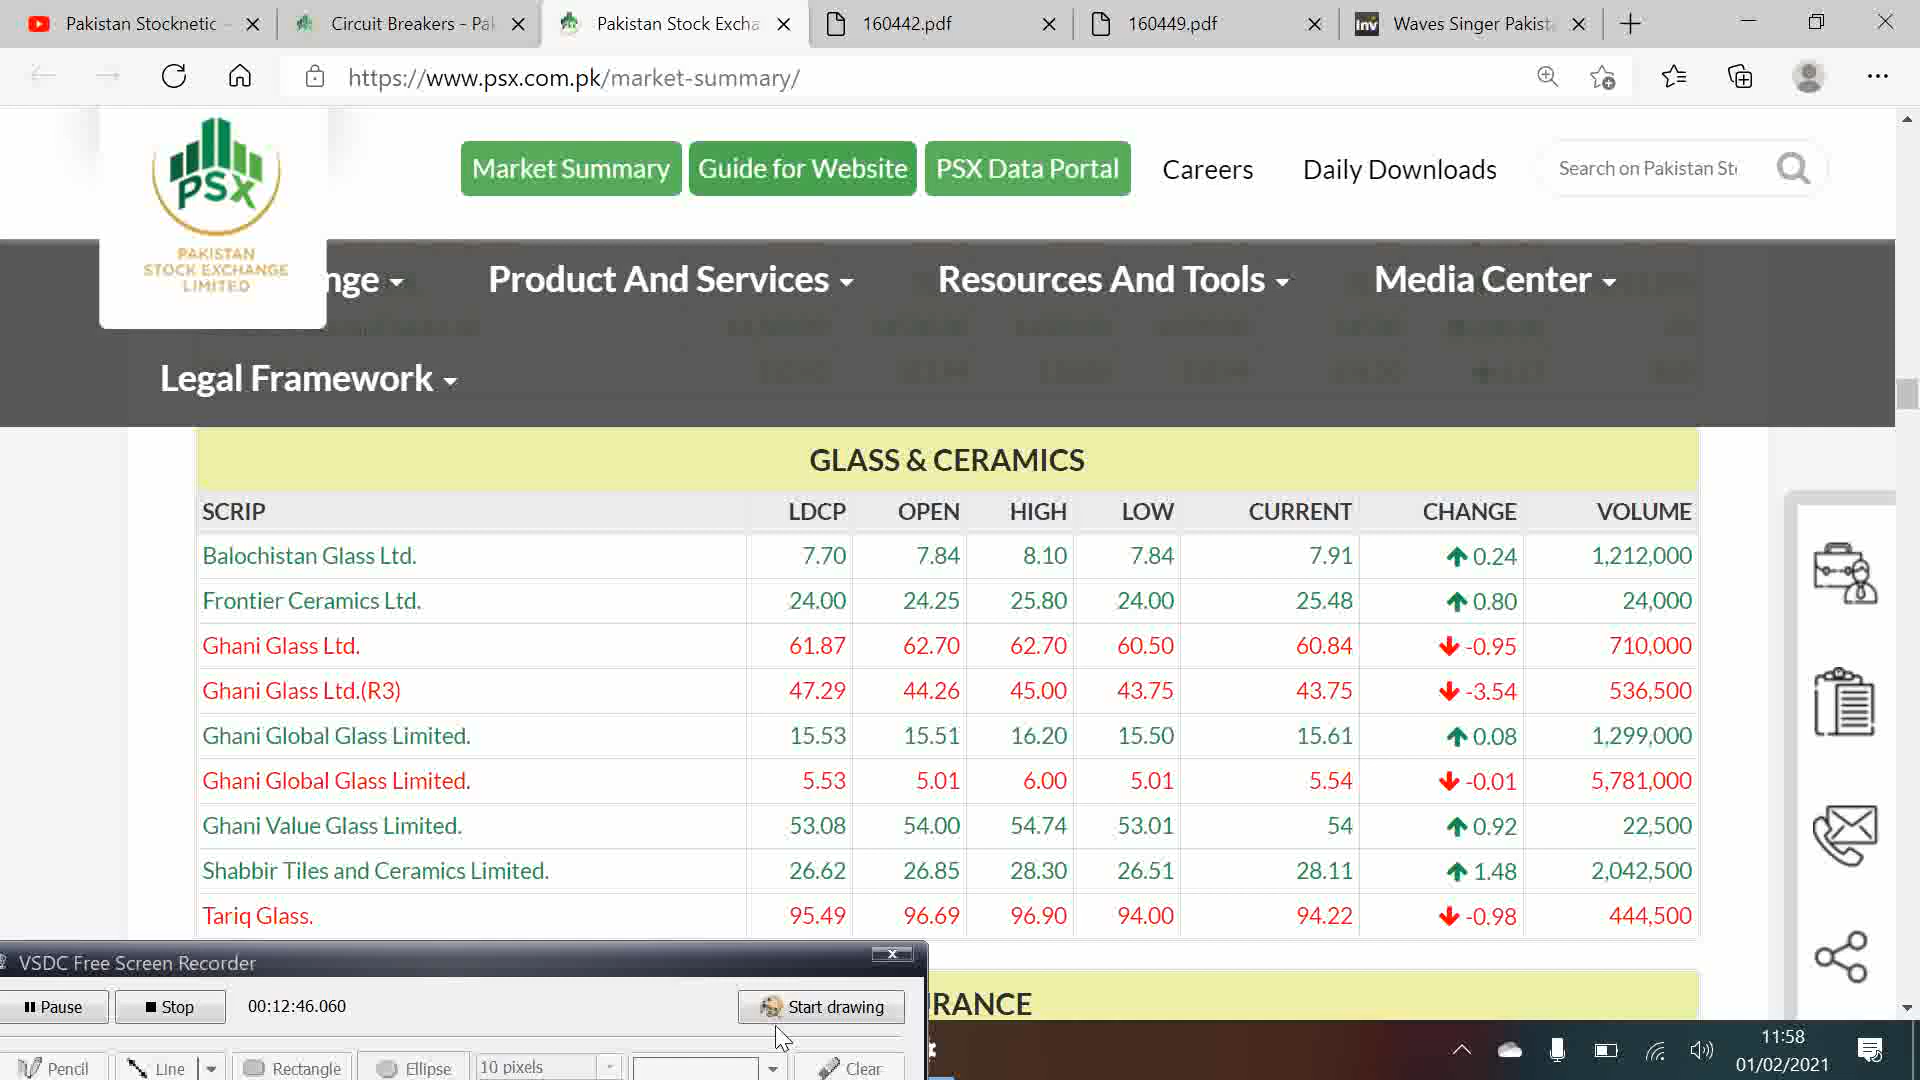 Pakistan Stocknetic
Circuit Breakers - Pal
Pakistan Stock Excha
160442.pdf
160449.pdf
Inv Waves Singer Pakist
https://www.psx.com.pk/market-summary/
PSX
PAKISTAN
STOCK EXCHANGE
LIMITED
Market Summary
Guide for Website
PSX Data Portal
Careers
Daily Downloads
Search on Pakistan Sto
nge
Product And Services
Resources And Tools
Media Center
Legal Framework
GLASS & CERAMICS
SCRIP LDCP OPEN HIGH LOW CURRENT CHANGE VOLUME
Balochistan Glass Ltd. 7.70 7.84 8.10 7.84 7.91 0.24 1,212,000
Frontier Ceramics Ltd. 24.00 24.25 25.80 24.00 25.48 0.80 24,000
Ghani Glass Ltd. 61.87 62.70 62.70 60.50 60.84 -0.95 710,000
Ghani Glass Ltd.(R3) 47.29 44.26 45.00 43.75 43.75 -3.54 536,500
Ghani Global Glass Limited. 15.53 15.51 16.20 15.50 15.61 0.08 1,299,000
Ghani Global Glass Limited. 5.53 5.01 6.00 5.01 5.54 -0.01 5,781,000
Ghani Value Glass Limited. 53.08 54.00 54.74 53.01 54 0.92 22,500
Shabbir Tiles and Ceramics Limited. 26.62 26.85 28.30 26.51 28.11 1.48 2,042,500
Tariq Glass. 95.49 96.69 96.90 94.00 94.22 -0.98 444,500
RANCE
VSDC Free Screen Recorder
Pause
Stop
00:12:46.060
Start drawing
Pencil
Line
Rectangle
Ellipse
10 pixels
Clear
11:58
01/02/2021